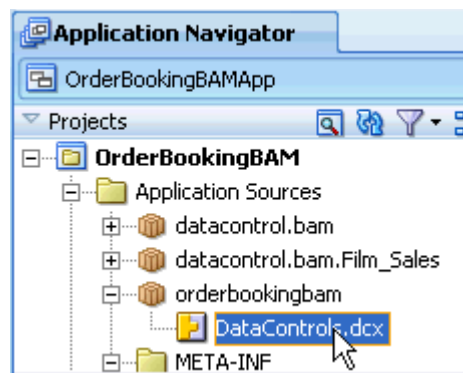 Application Navigator
OrderBookingBAMApp
Projects
OrderBookingBAM
Application Sources
datacontrol.bam
datacontrol.bam.Film_Sales
orderbookingbam
DataControls.dcx
META-INF